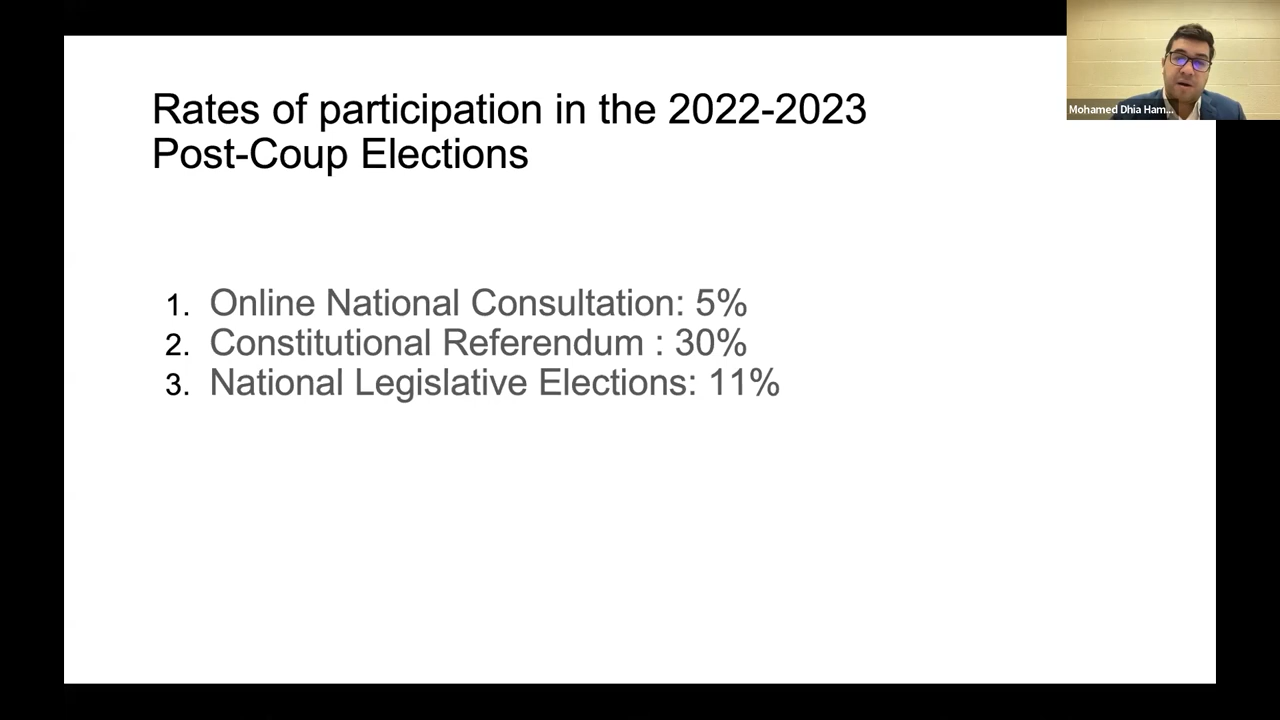 Rates of participation in the 2022-2023
Post-Coup Elections
Mohamed Dhia Ham...
1. Online National Consultation: 5%
2. Constitutional Referendum : 30%
3. National Legislative Elections: 11%